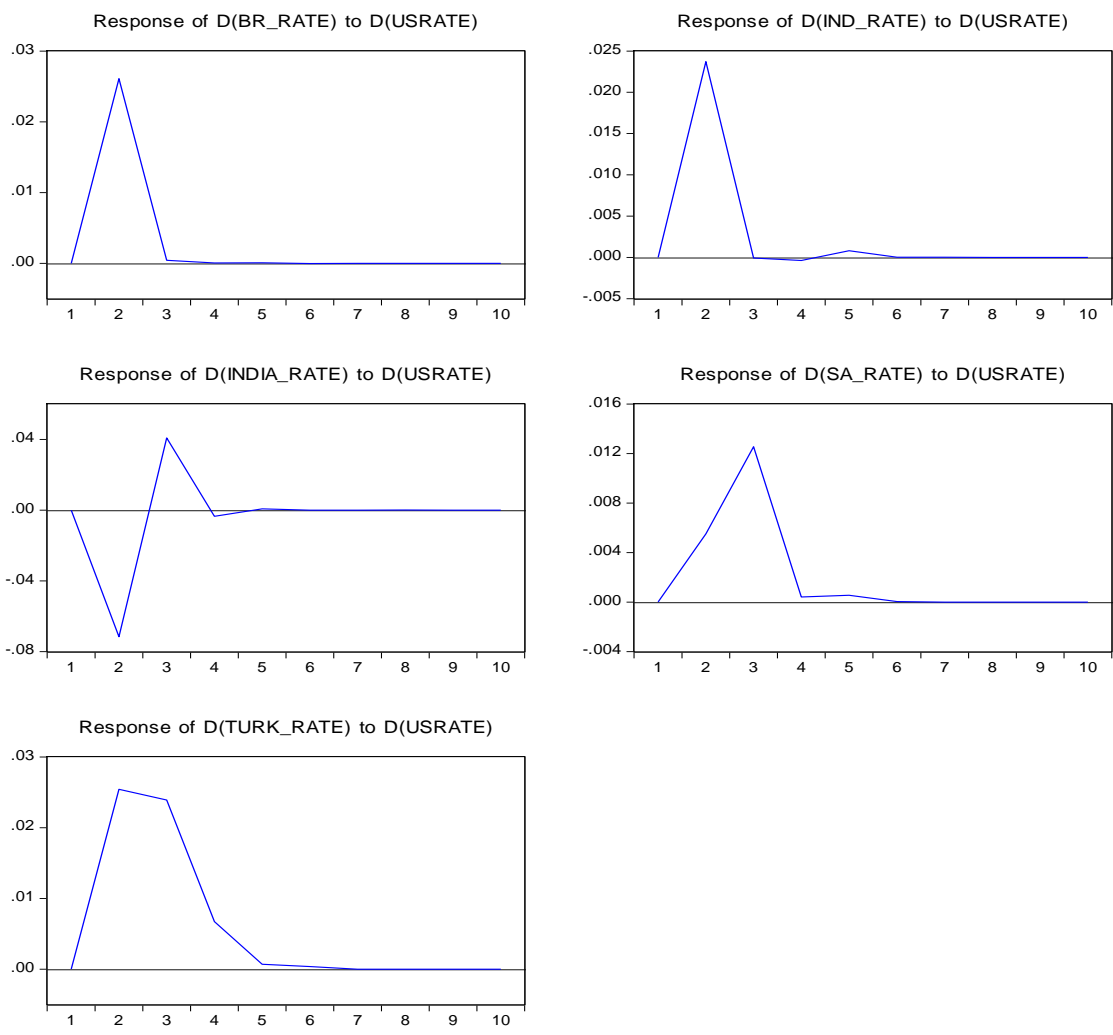 Response of D(BR_RATE) to D(USRATE)
.03
.02
.01
.00
1 2 3 4 5 6 7 8 9 10
Response of D(IND_RATE) to D(USRATE)
.025
.020
.015
.010
.005
.000
-.005
1 2 3 4 5 6 7 8 9 10
Response of D(INDIA_RATE) to D(USRATE)
.04
.00
-.04
-.08
1 2 3 4 5 6 7 8 9 10
Response of D(SA_RATE) to D(USRATE)
.016
.012
.008
.004
.000
-.004
1 2 3 4 5 6 7 8 9 10
Response of D(TURK_RATE) to D(USRATE)
.03
.02
.01
.00
1 2 3 4 5 6 7 8 9 10